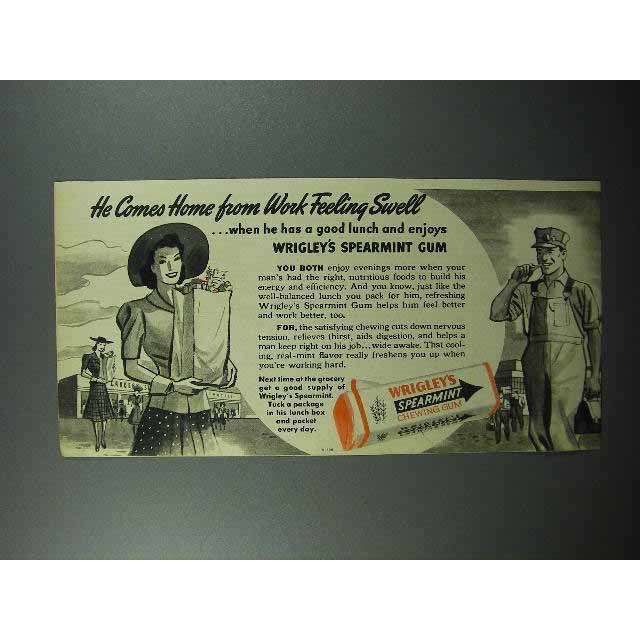 He Comes Home from Work Feeling Swell
...when he has a good lunch and enjoys
WRIGLEY'S SPEARMINT GUM
YOU BOTH enjoy evenings more when your
man's had the right, nutritious foods to build his
energy and efficiency. And you know, just like the
well-balanced lunch you pack for him, refreshing
Wrigley's Spearmint Gum helps him feel better
and work better, too.
FOR, the satisfying chewing cuts down nervous
tension, relieves thirst, aids digestion, and helps a
man keep right on his job...wide awake. That cool-
ing, real-mint flavor really freshens you up when
you're working hard.
Next time at the grocery
get a good supply of
Wrigley's Spearmint.
Tuck a package
in his lunch box
and pocket
every day.
WRIGLEY'S
SPEARMINT
CHEWING GUM